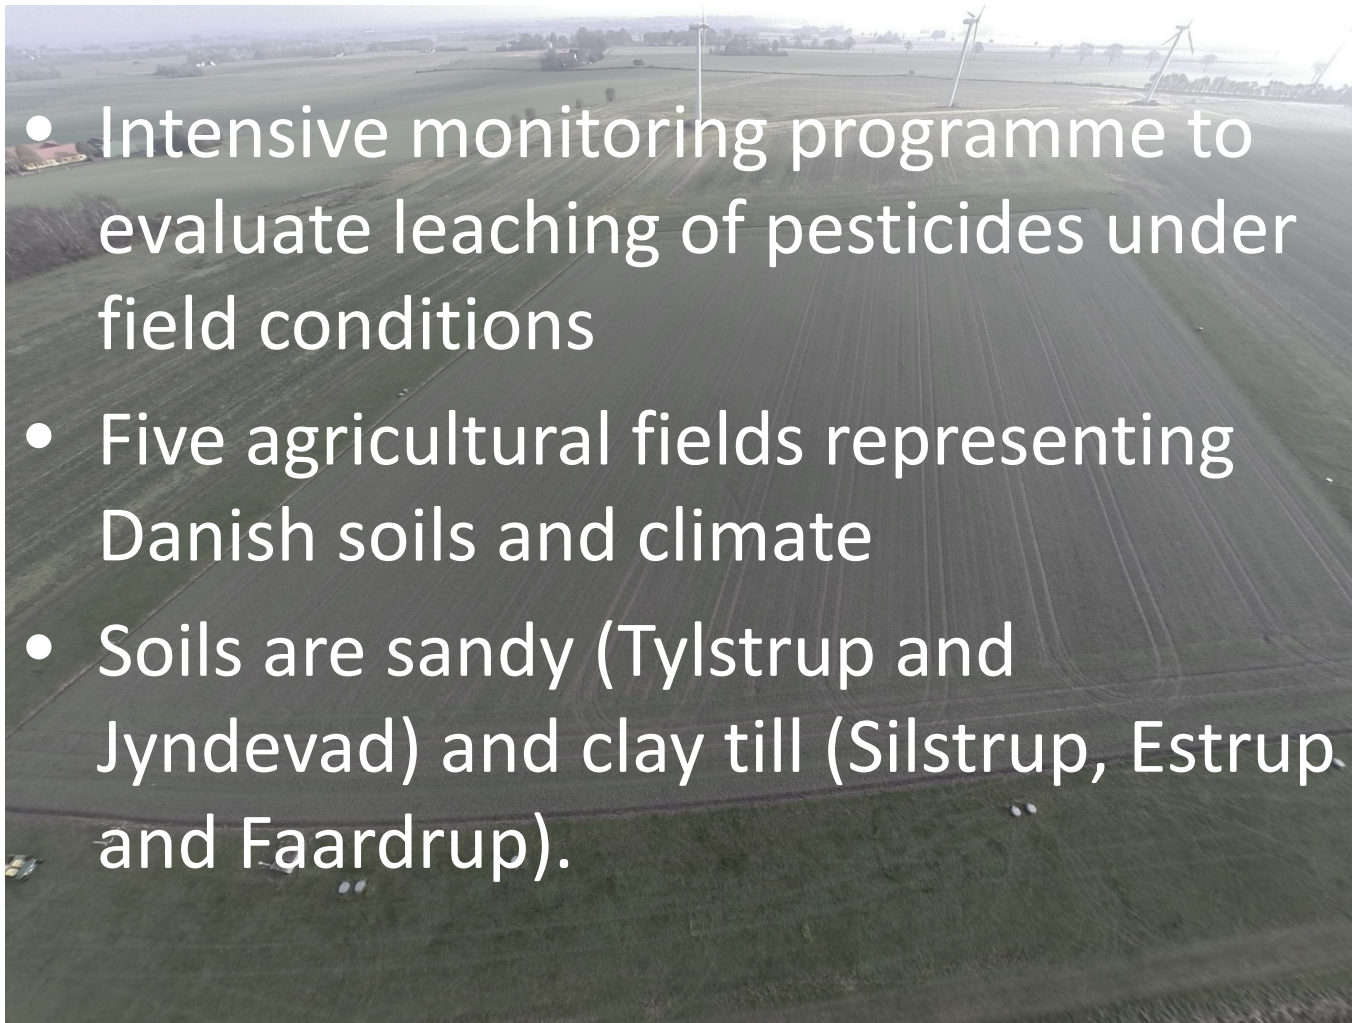 • Intensive monitoring programme to
evaluate leaching of pesticides under
field conditions
• Five agricultural fields representing
Danish soils and climate
• Soils are sandy (Tylstrup and
Jyndevad) and clay till (Silstrup, Estrup
and Faardrup).